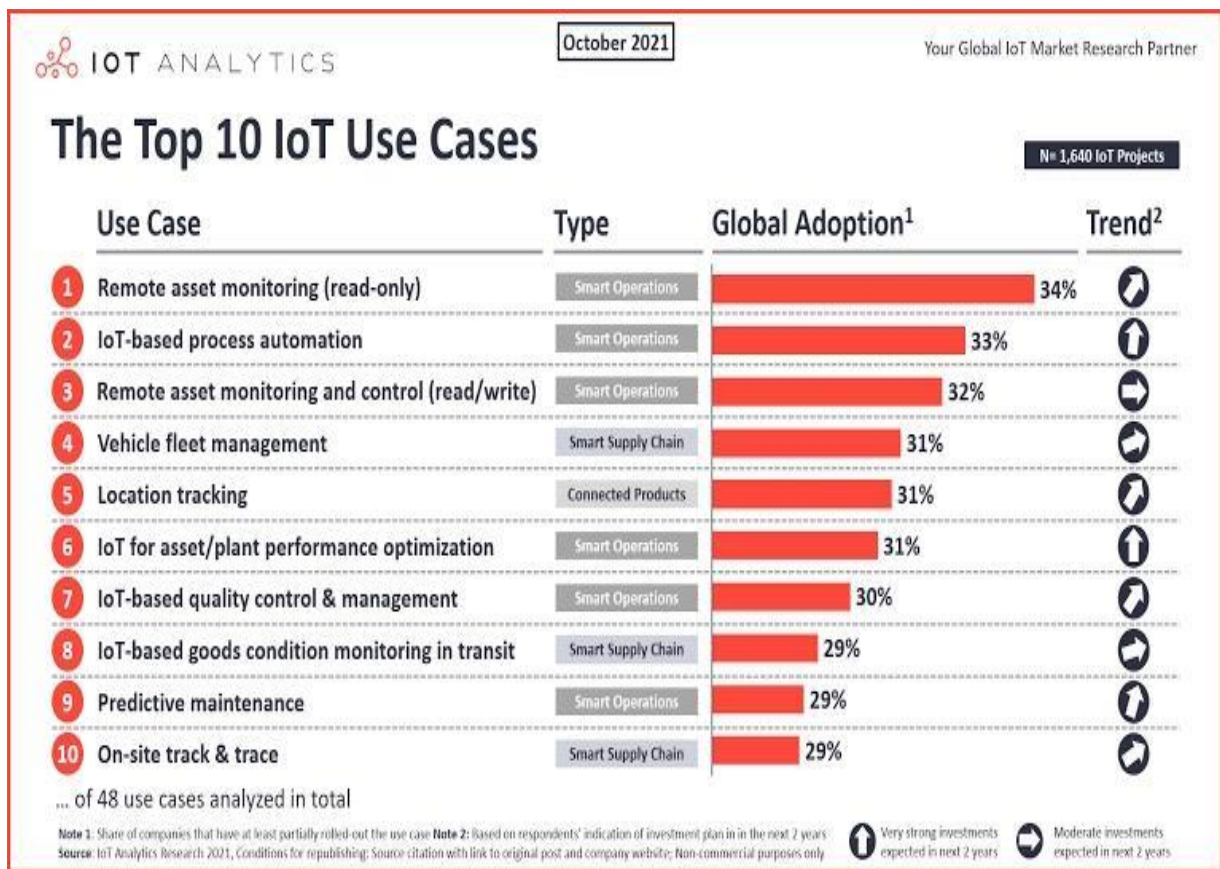 IOT ANALYTICS
October 2021
Your Global IoT Market Research Partner
The Top 10 IoT Use Cases
N= 1,640 IoT Projects
Use Case Type Global Adoption1 Trend2
1 Remote asset monitoring (read-only) Smart Operations 34%
2 IoT-based process automation Smart Operations 33%
3 Remote asset monitoring and control (read/write) Smart Operations 32%
4 Vehicle fleet management Smart Supply Chain 31%
5 Location tracking Connected Products 31%
6 IoT for asset/plant performance optimization Smart Operations 31%
7 IoT-based quality control & management Smart Operations 30%
8 IoT-based goods condition monitoring in transit Smart Supply Chain 29%
9 Predictive maintenance Smart Operations 29%
10 On-site track & trace Smart Supply Chain 29%
... of 48 use cases analyzed in total
Note 1: Share of companies that have at least partially rolled-out the use case Note 2: Based on respondents' indication of investment plan in in the next 2 years
Source: IoT Analytics Research 2021, Conditions for republishing: Source citation with link to original post and company website; Non-commercial purposes only
Very strong investments
expected in next 2 years
Moderate investments
expected in next 2 years